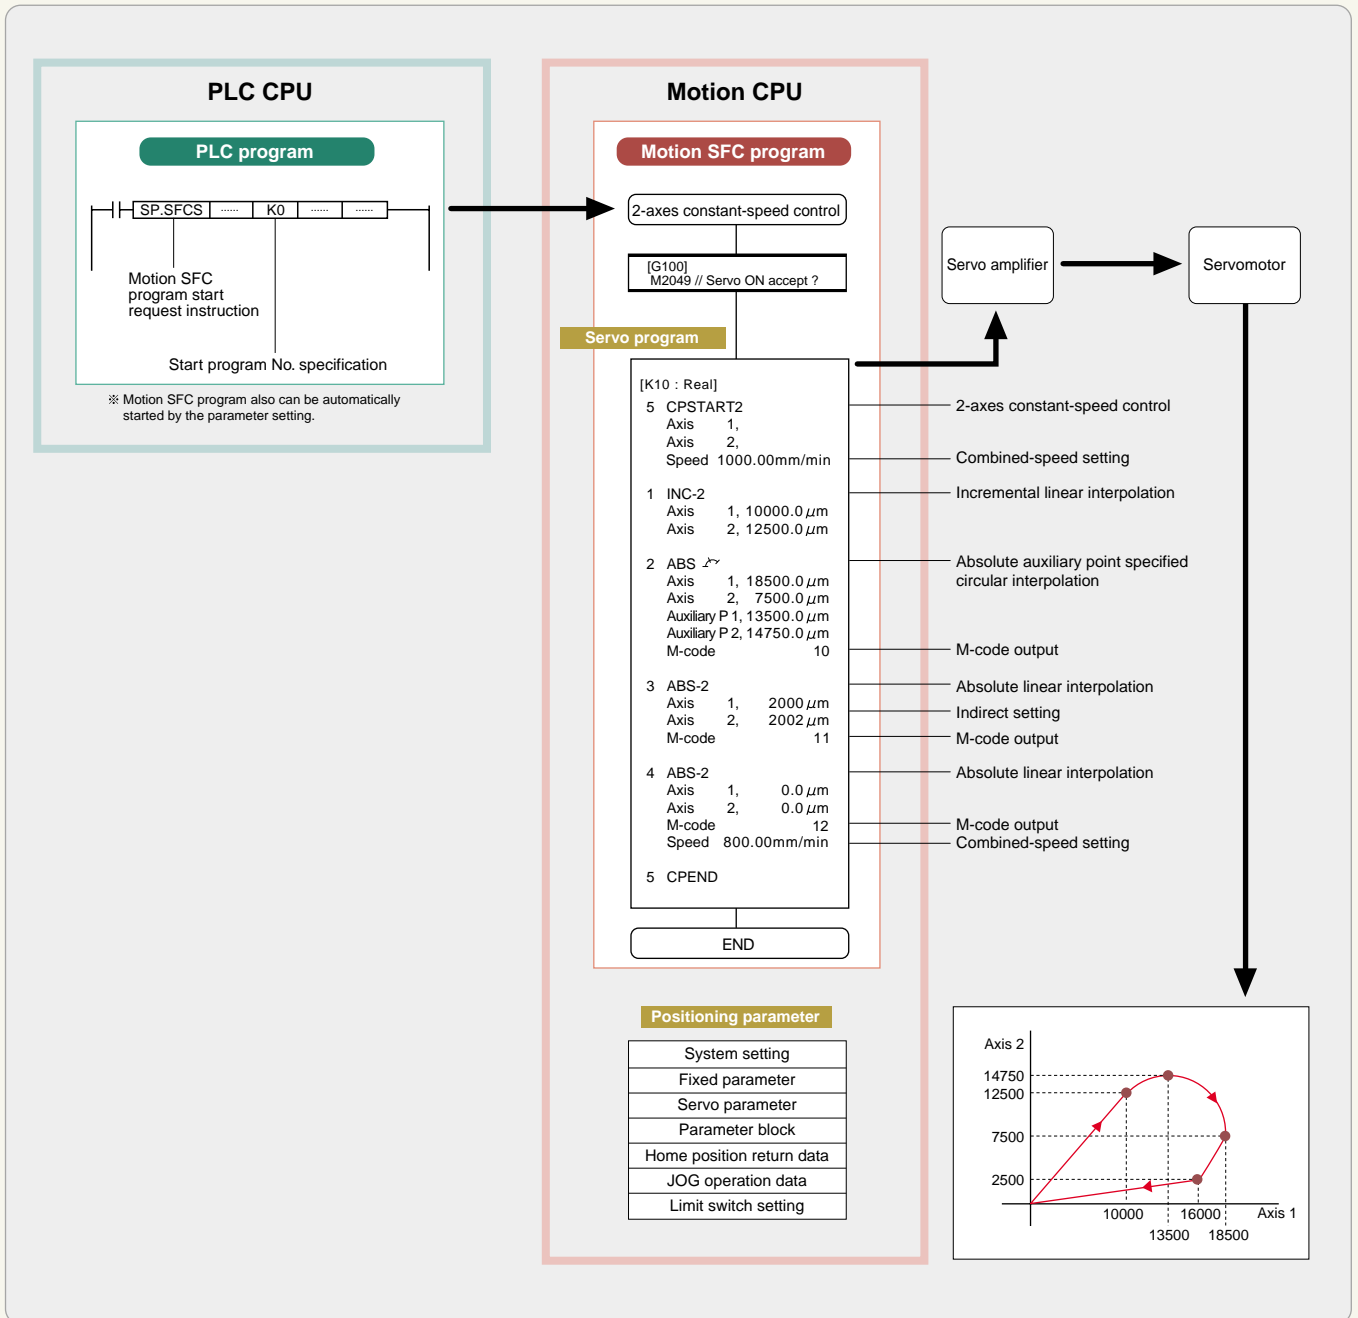 PLC CPU
PLC program
SP.SFCS ...... K0 ...... ......
Motion SFC
program start
request instruction
Start program No. specification
※ Motion SFC program also can be automatically
started by the parameter setting.
Motion CPU
Motion SFC program
2-axes constant-speed control
[G100]
M2049 // Servo ON accept ?
Servo program
[K10 : Real]
5 CPSTART2
Axis 1,
Axis 2,
Speed 1000.00mm/min
1 INC-2
Axis 1, 10000.0 μm
Axis 2, 12500.0 μm
2 ABS
Axis 1, 18500.0 μm
Axis 2, 7500.0 μm
Auxiliary P 1, 13500.0 μm
Auxiliary P 2, 14750.0 μm
M-code 10
3 ABS-2
Axis 1, 2000 μm
Axis 2, 2002 μm
M-code 11
4 ABS-2
Axis 1, 0.0 μm
Axis 2, 0.0 μm
M-code 12
Speed 800.00mm/min
5 CPEND
END
2-axes constant-speed control
Combined-speed setting
Incremental linear interpolation
Absolute auxiliary point specified
circular interpolation
M-code output
Absolute linear interpolation
Indirect setting
M-code output
Absolute linear interpolation
M-code output
Combined-speed setting
Servo amplifier
Servomotor
Positioning parameter
System setting
Fixed parameter
Servo parameter
Parameter block
Home position return data
JOG operation data
Limit switch setting
Axis 2
14750
12500
7500
2500
10000
16000
Axis 1
13500
18500